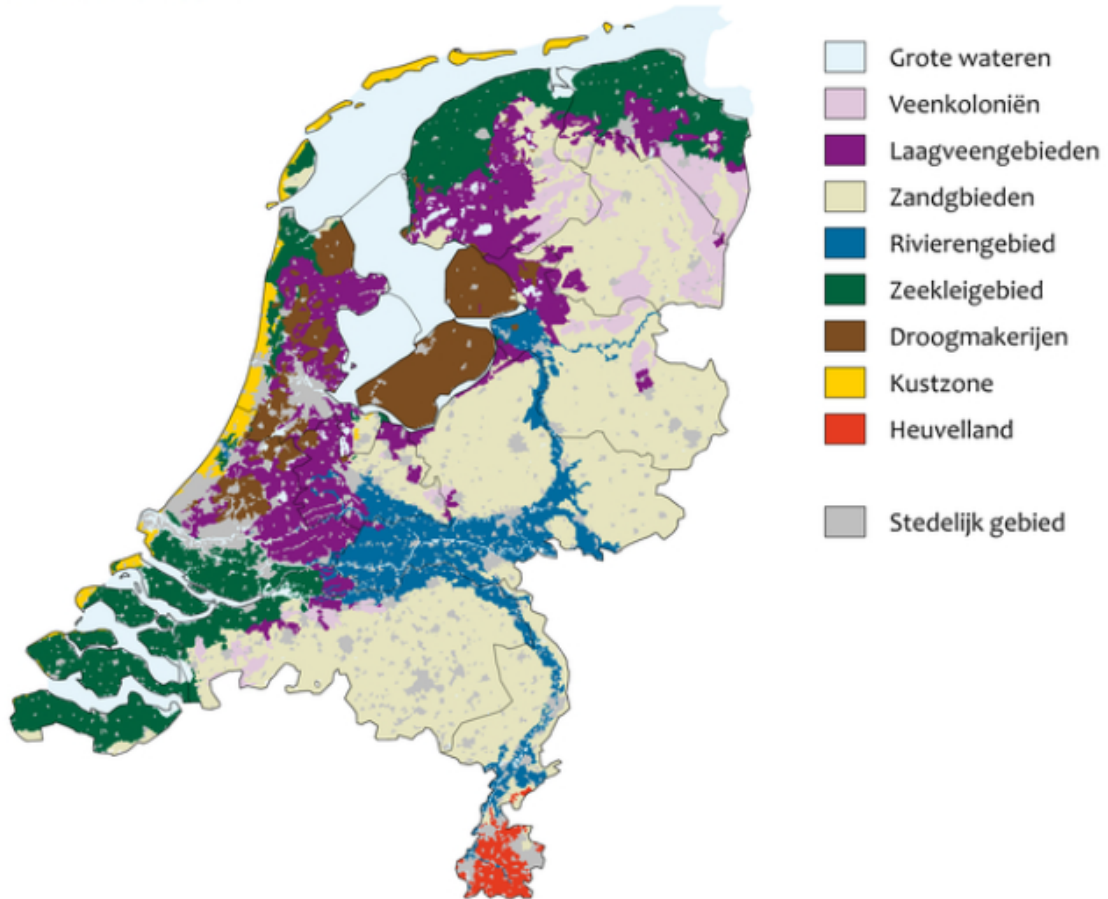 Grote wateren
Veenkoloniën
Laagveengebieden
Zandgbieden
Rivierengebied
Zeekleigebied
Droogmakerijen
Kustzone
Heuvelland
Stedelijk gebied